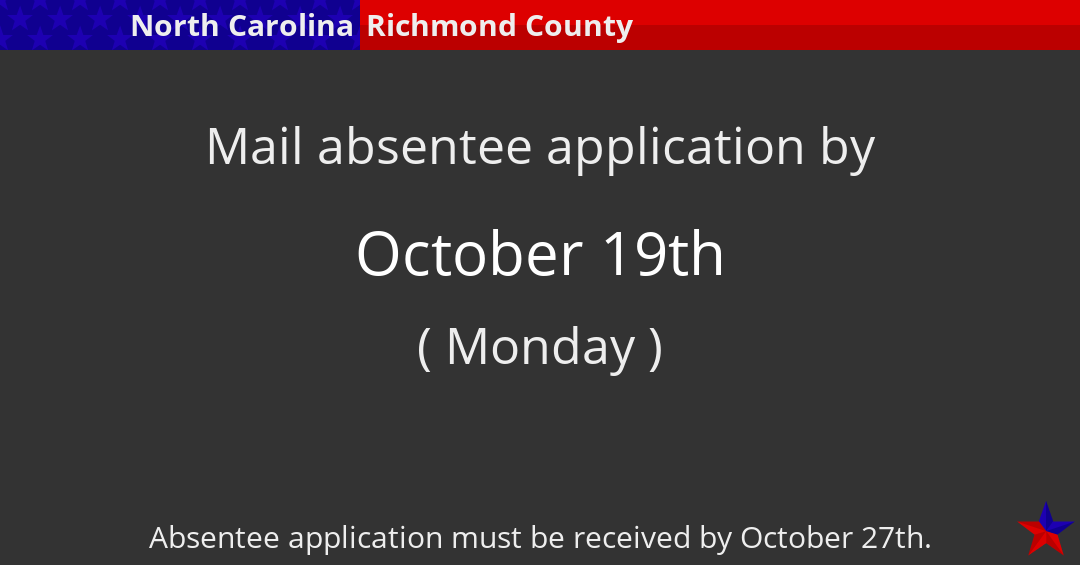 North Carolina Richmond County
Mail absentee application by
October 19th
( Monday )
Absentee application must be received by October 27th.